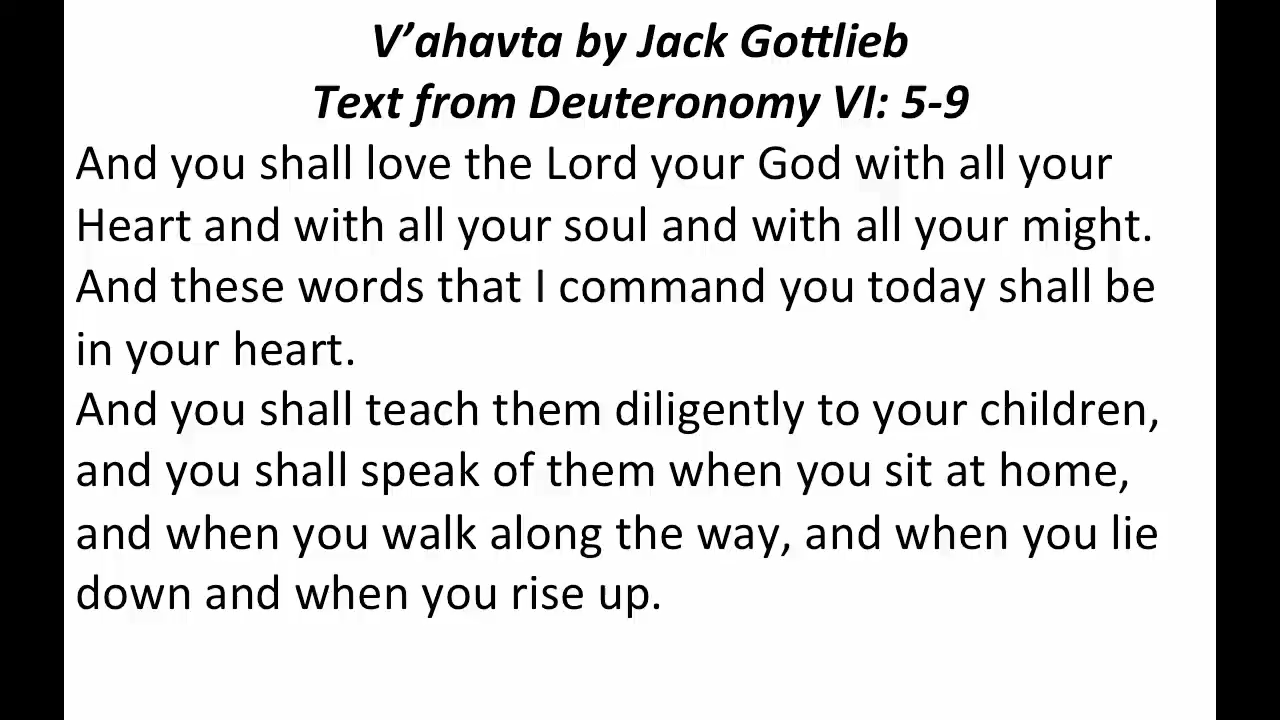 V’ahavta by Jack Gottlieb
Text from Deuteronomy VI: 5-9
And you shall love the Lord your God with all your
Heart and with all your soul and with all your might.
And these words that I command you today shall be
in your heart.
And you shall teach them diligently to your children,
and you shall speak of them when you sit at home,
and when you walk along the way, and when you lie
down and when you rise up.